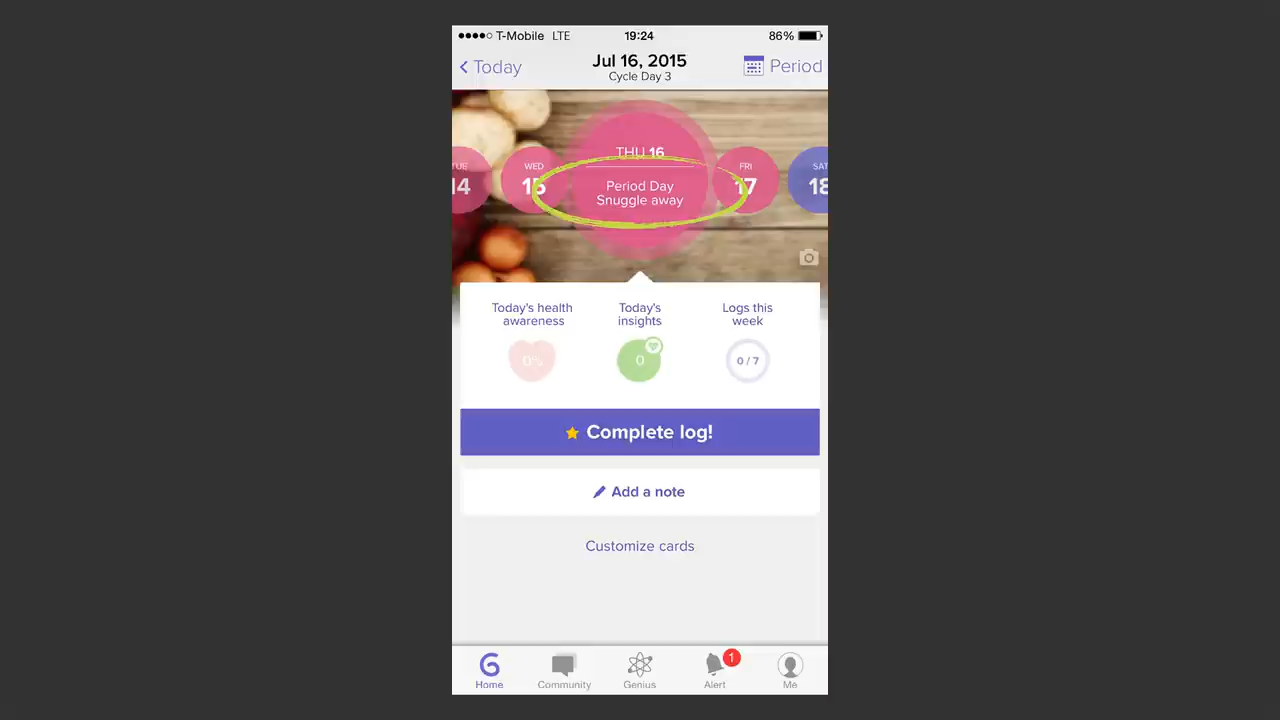 T-Mobile LTE 19:24 86%
Today Jul 16, 2015 Period
Cycle Day 3
TUE WED THU 16 FRI SAT
14 15 17 18
Period Day
Snuggle away
Today's health Today's Logs this
awareness insights week
0% 0 0 / 7
Complete log!
Add a note
Customize cards
1
Home Community Genius Alert Me